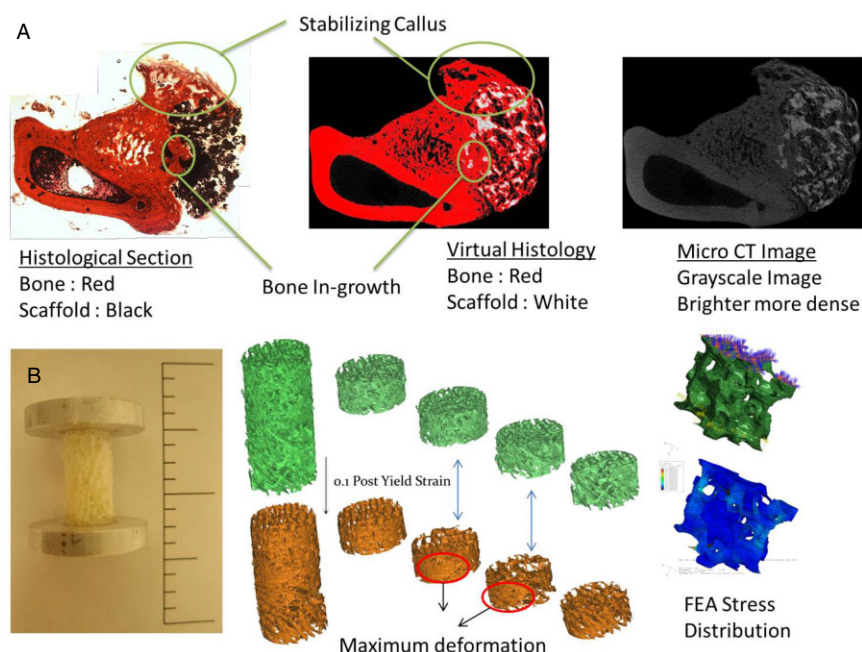 A
Stabilizing Callus
Histological Section
Bone : Red
Scaffold : Black
Bone In-growth
Virtual Histology
Bone : Red
Scaffold : White
Micro CT Image
Grayscale Image
Brighter more dense
B
0.1 Post Yield Strain
Maximum deformation
FEA Stress
Distribution